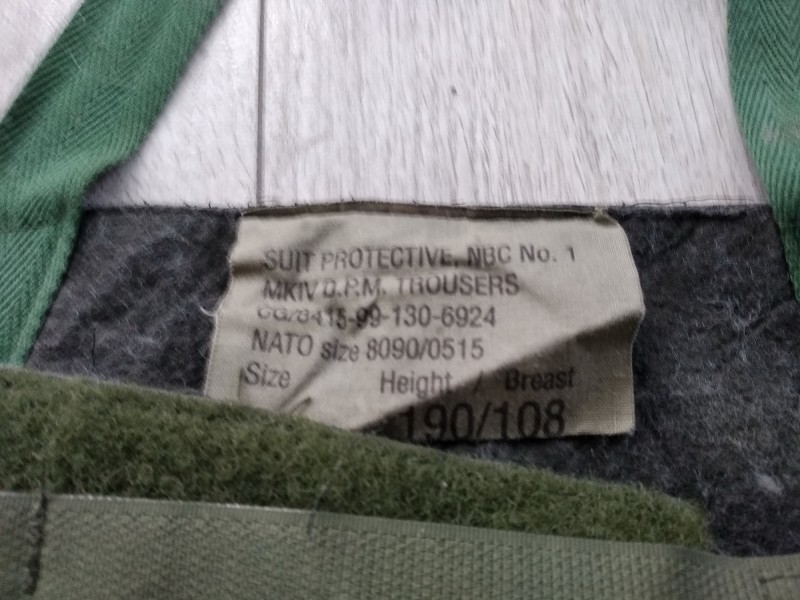 SUIT PROTECTIVE, NBC No. 1
MKIV D.P.M. TROUSERS
CG/8415-99-130-6924
NATO size 8090/0515
Size Height / Breast
190/108